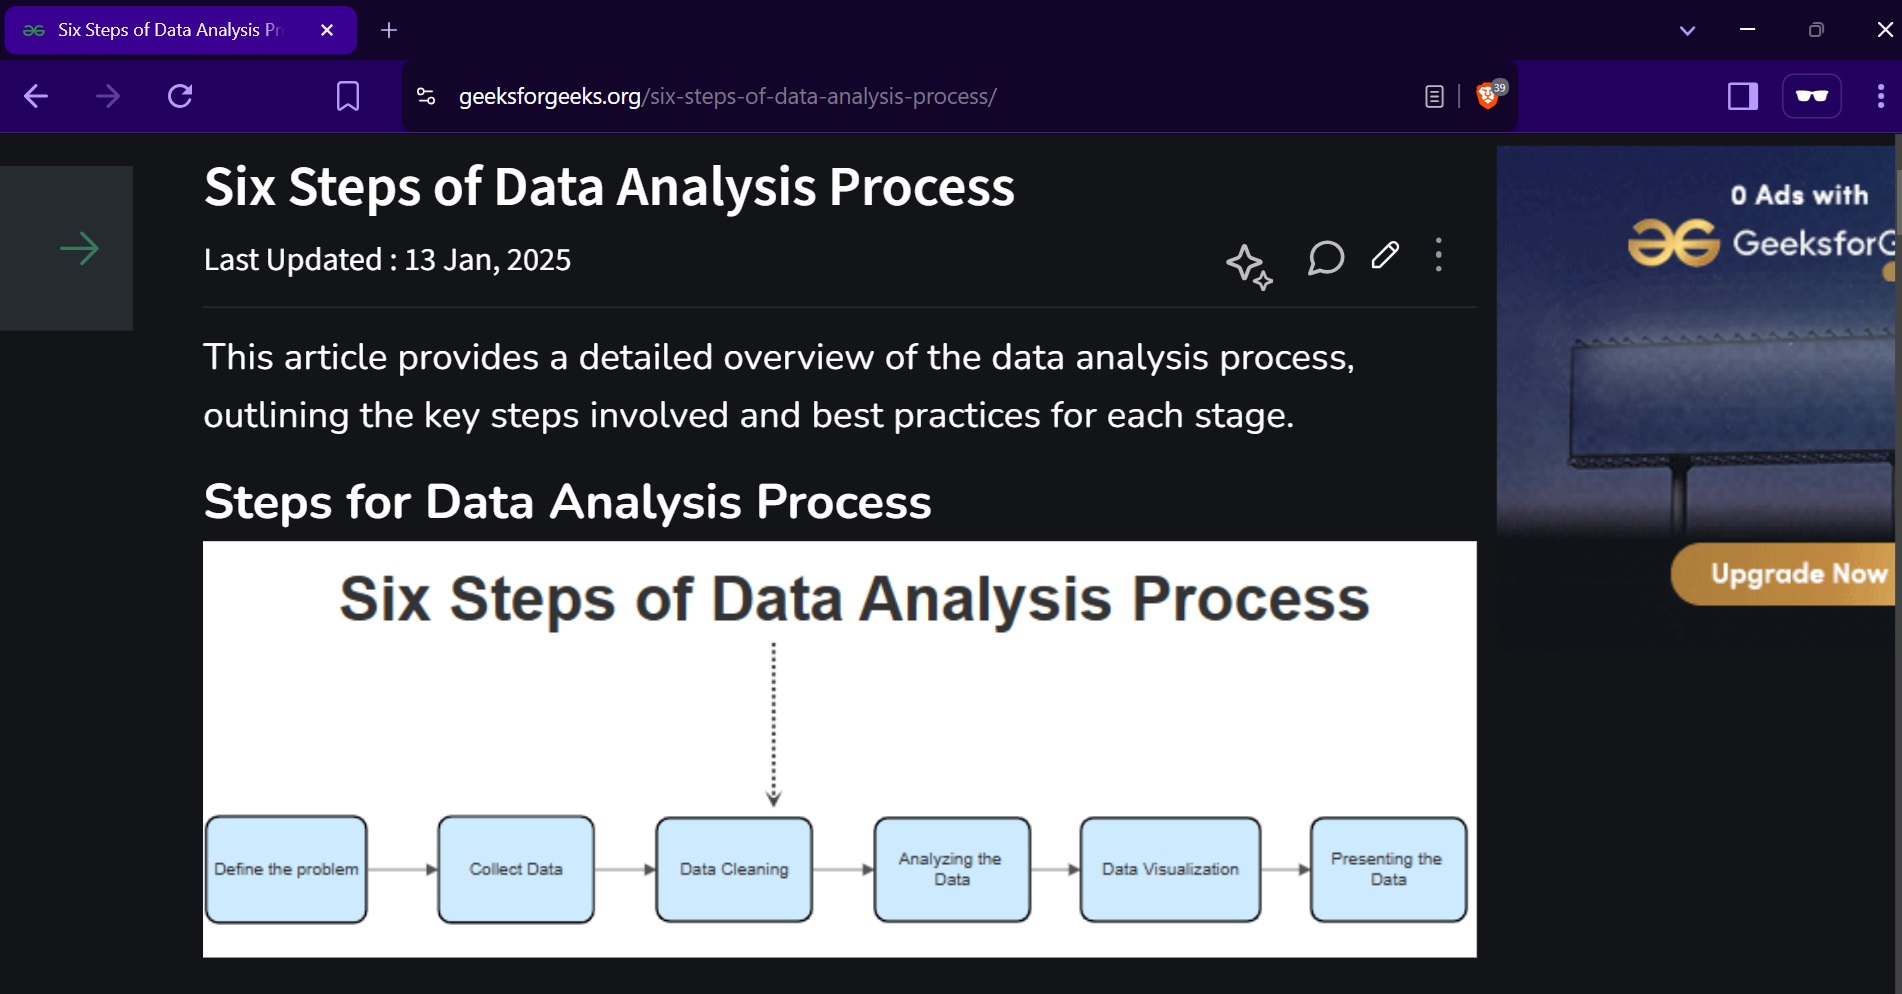 Six Steps of Data Analysis Pr
geeksforgeeks.org/six-steps-of-data-analysis-process/
39
Six Steps of Data Analysis Process
Last Updated : 13 Jan, 2025
This article provides a detailed overview of the data analysis process,
outlining the key steps involved and best practices for each stage.
Steps for Data Analysis Process
Six Steps of Data Analysis Process
Define the problem
Collect Data
Data Cleaning
Analyzing the
Data
Data Visualization
Presenting the
Data
0 Ads with
GeeksforG
Upgrade Now